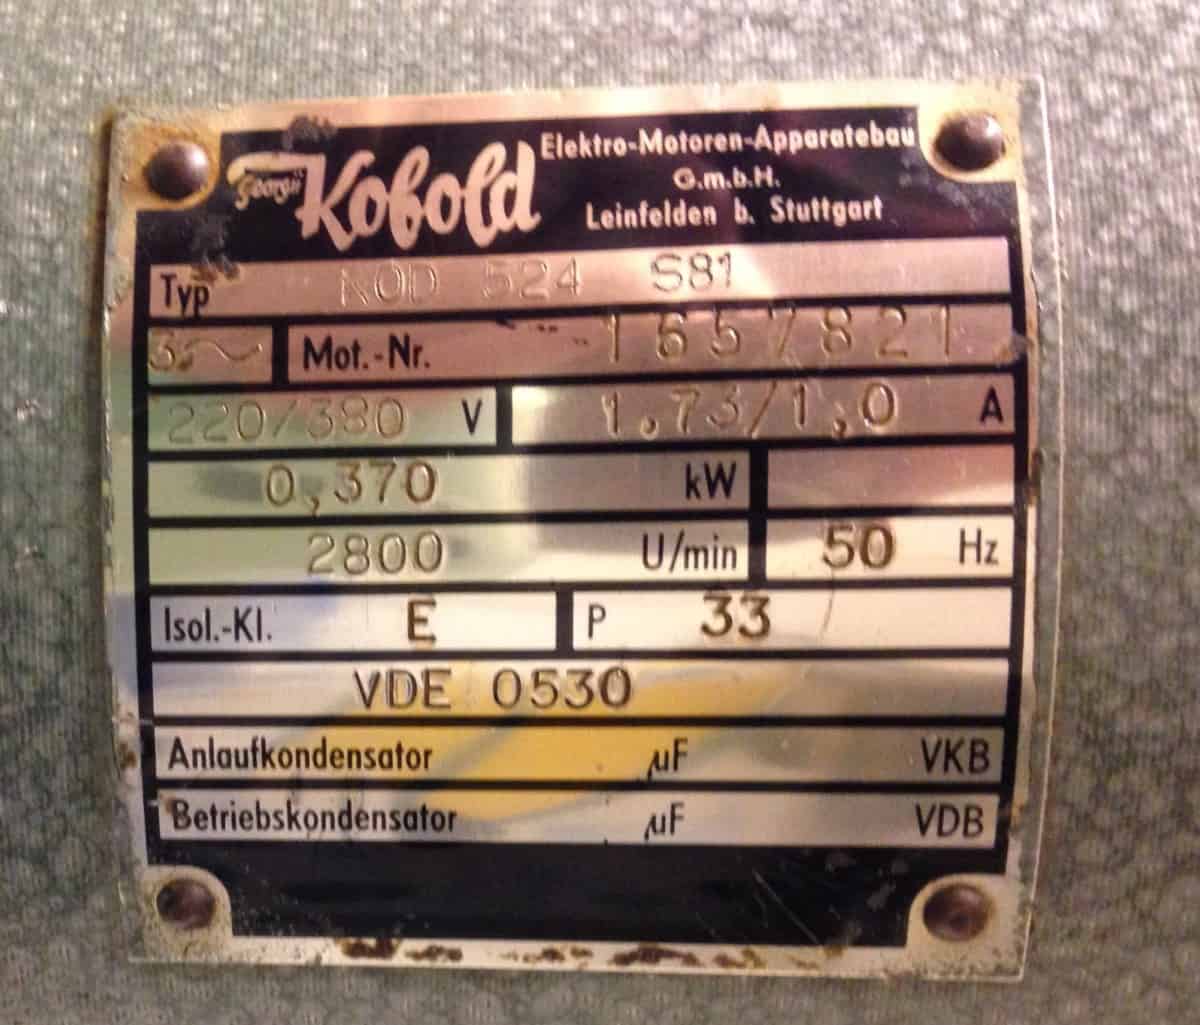 "Georgii" Kobold
Elektro-Motoren-Apparatebau
G.m.b.H.
Leinfelden b. Stuttgart
Typ KOD 524 S81
3 ~ Mot.-Nr. 1657821
220/380 V 1,73/1,0 A
0,370 kW
2800 U/min 50 Hz
Isol.-Kl. E P 33
VDE 0530
Anlaufkondensator µF VKB
Betriebskondensator µF VDB